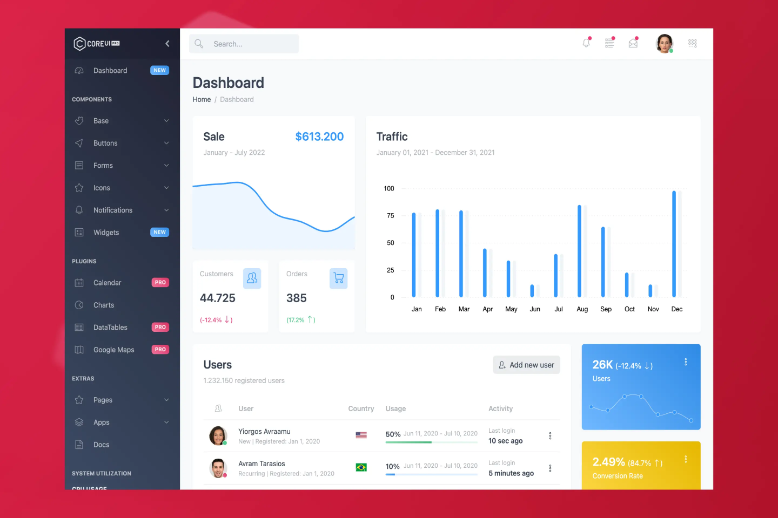 COREUI PRO
Search...
Dashboard NEW
COMPONENTS
Base
Buttons
Forms
Icons
Notifications
Widgets NEW
PLUGINS
Calendar PRO
Charts
DataTables PRO
Google Maps PRO
EXTRAS
Pages
Apps
Docs
SYSTEM UTILIZATION
CPU USAGE
Dashboard
Home / Dashboard
Sale $613.200
January - July 2022
Customers
44.725
(-12.4% ↓)
Orders
385
(17.2% ↑)
Traffic
January 01, 2021 - December 31, 2021
100
75
50
25
0
Jan Feb Mar Apr May Jun Jul Aug Sep Oct Nov Dec
Users
1.232.150 registered users
Add new user
User Country Usage Activity
Yiorgos Avraamu
New | Registered: Jan 1, 2020
50% Jun 11, 2020 - Jul 10, 2020
Last login
10 sec ago
Avram Tarasios
Recurring | Registered: Jan 1, 2020
10% Jun 11, 2020 - Jul 10, 2020
Last login
5 minutes ago
26K (-12.4% ↓)
Users
2.49% (84.7% ↑)
Conversion Rate